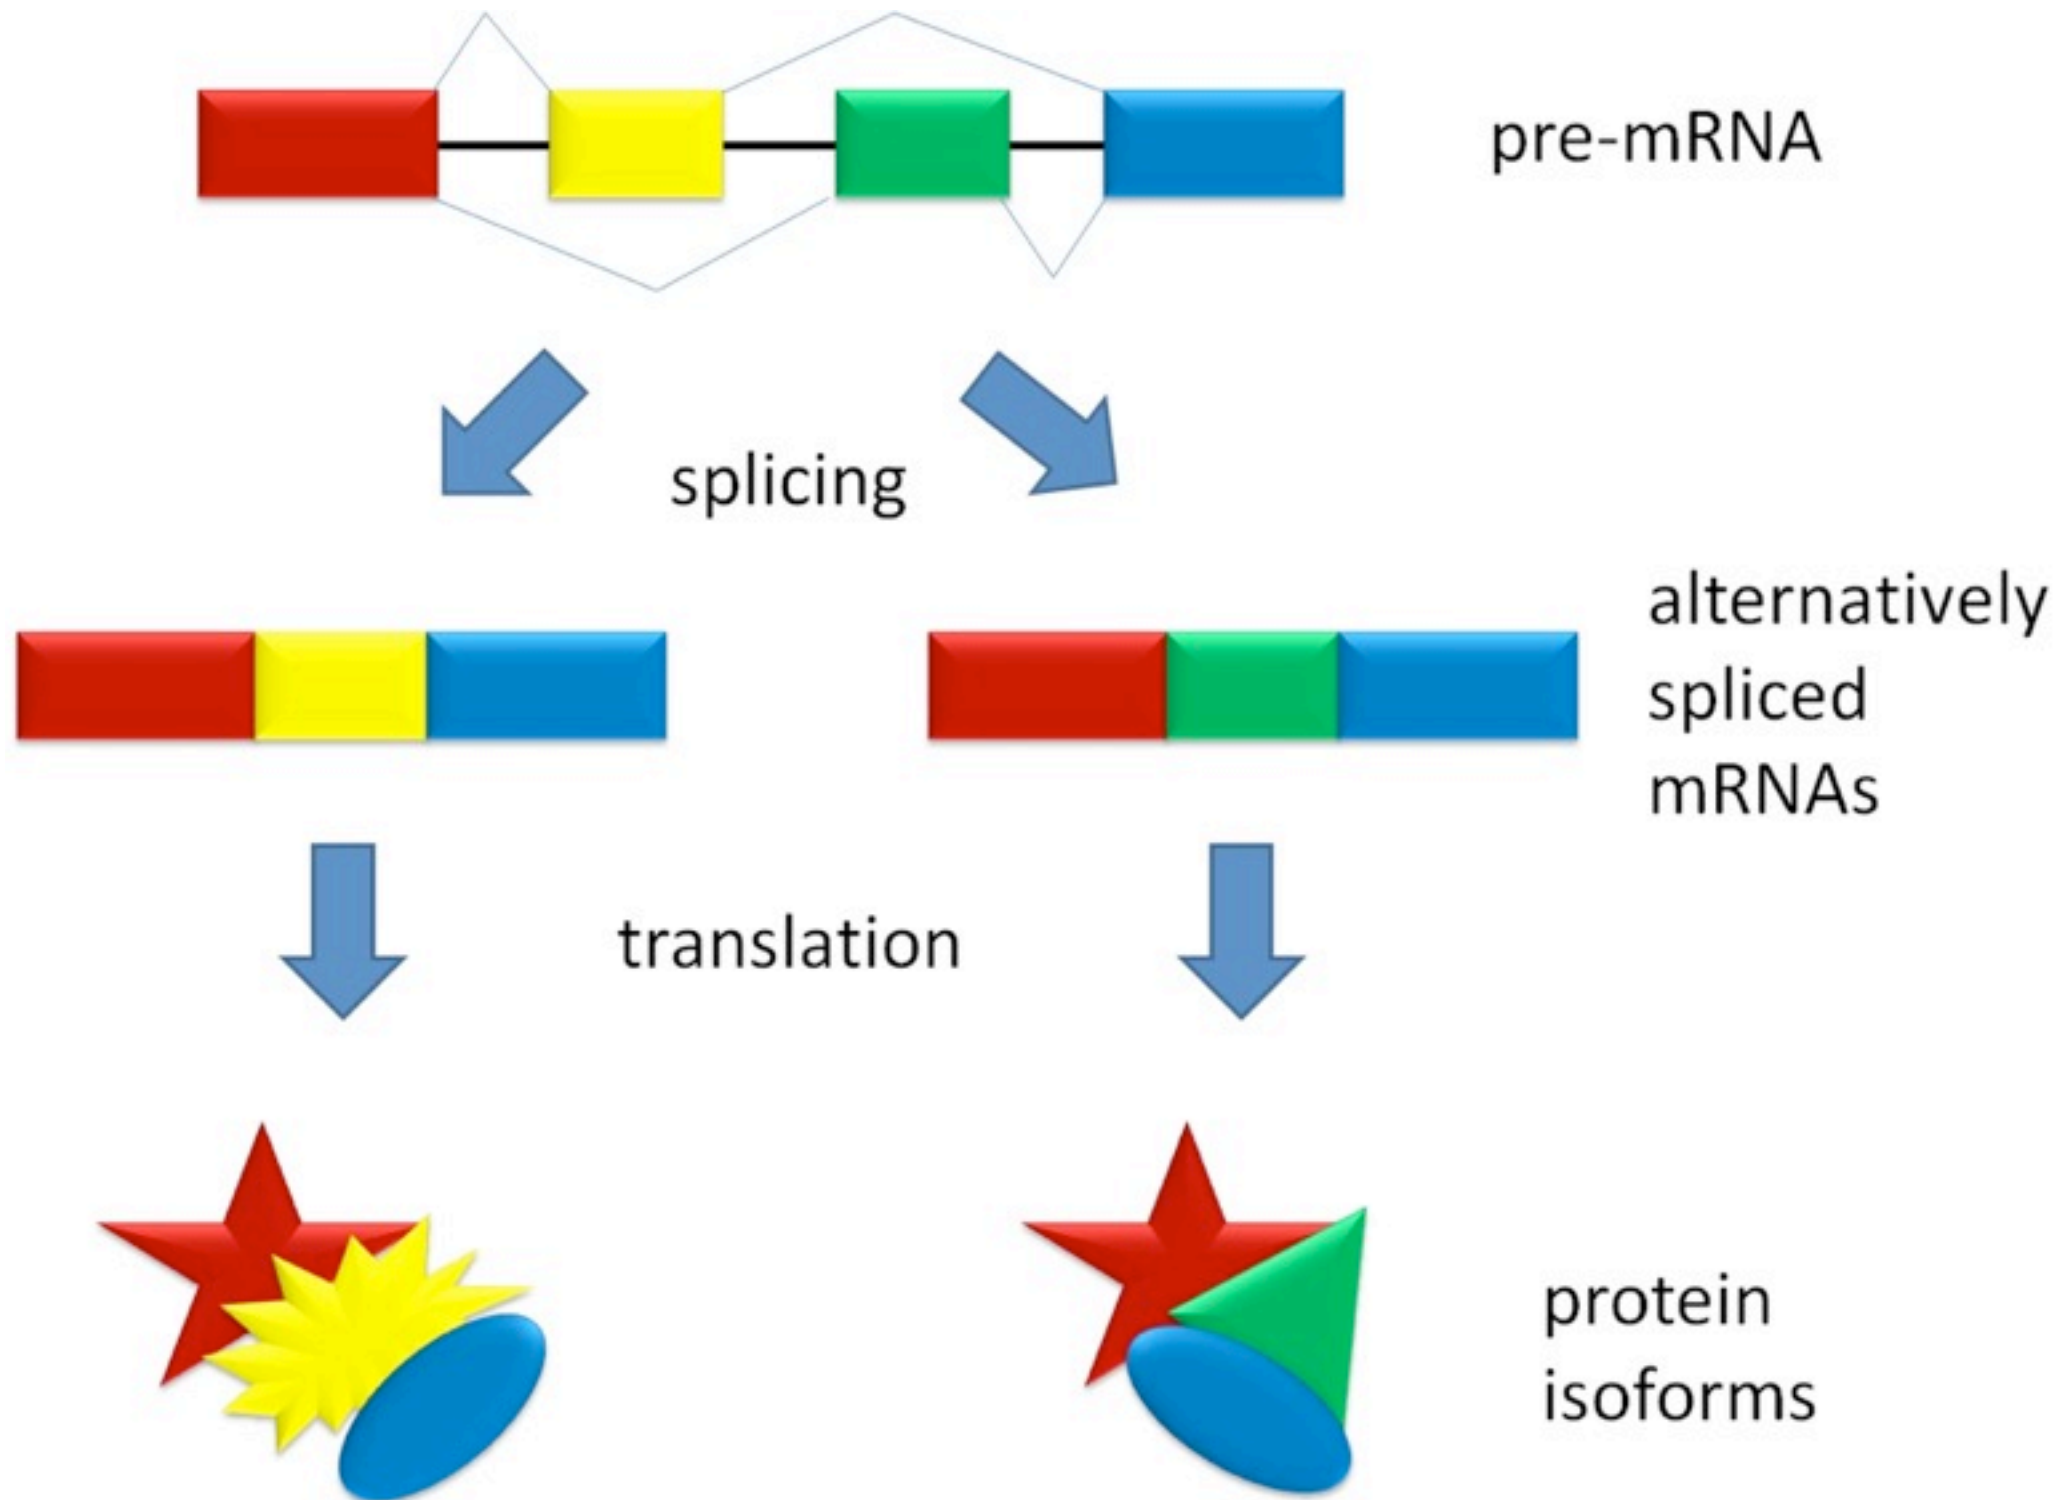 pre-mRNA
splicing
alternatively
spliced
mRNAs
translation
protein
isoforms